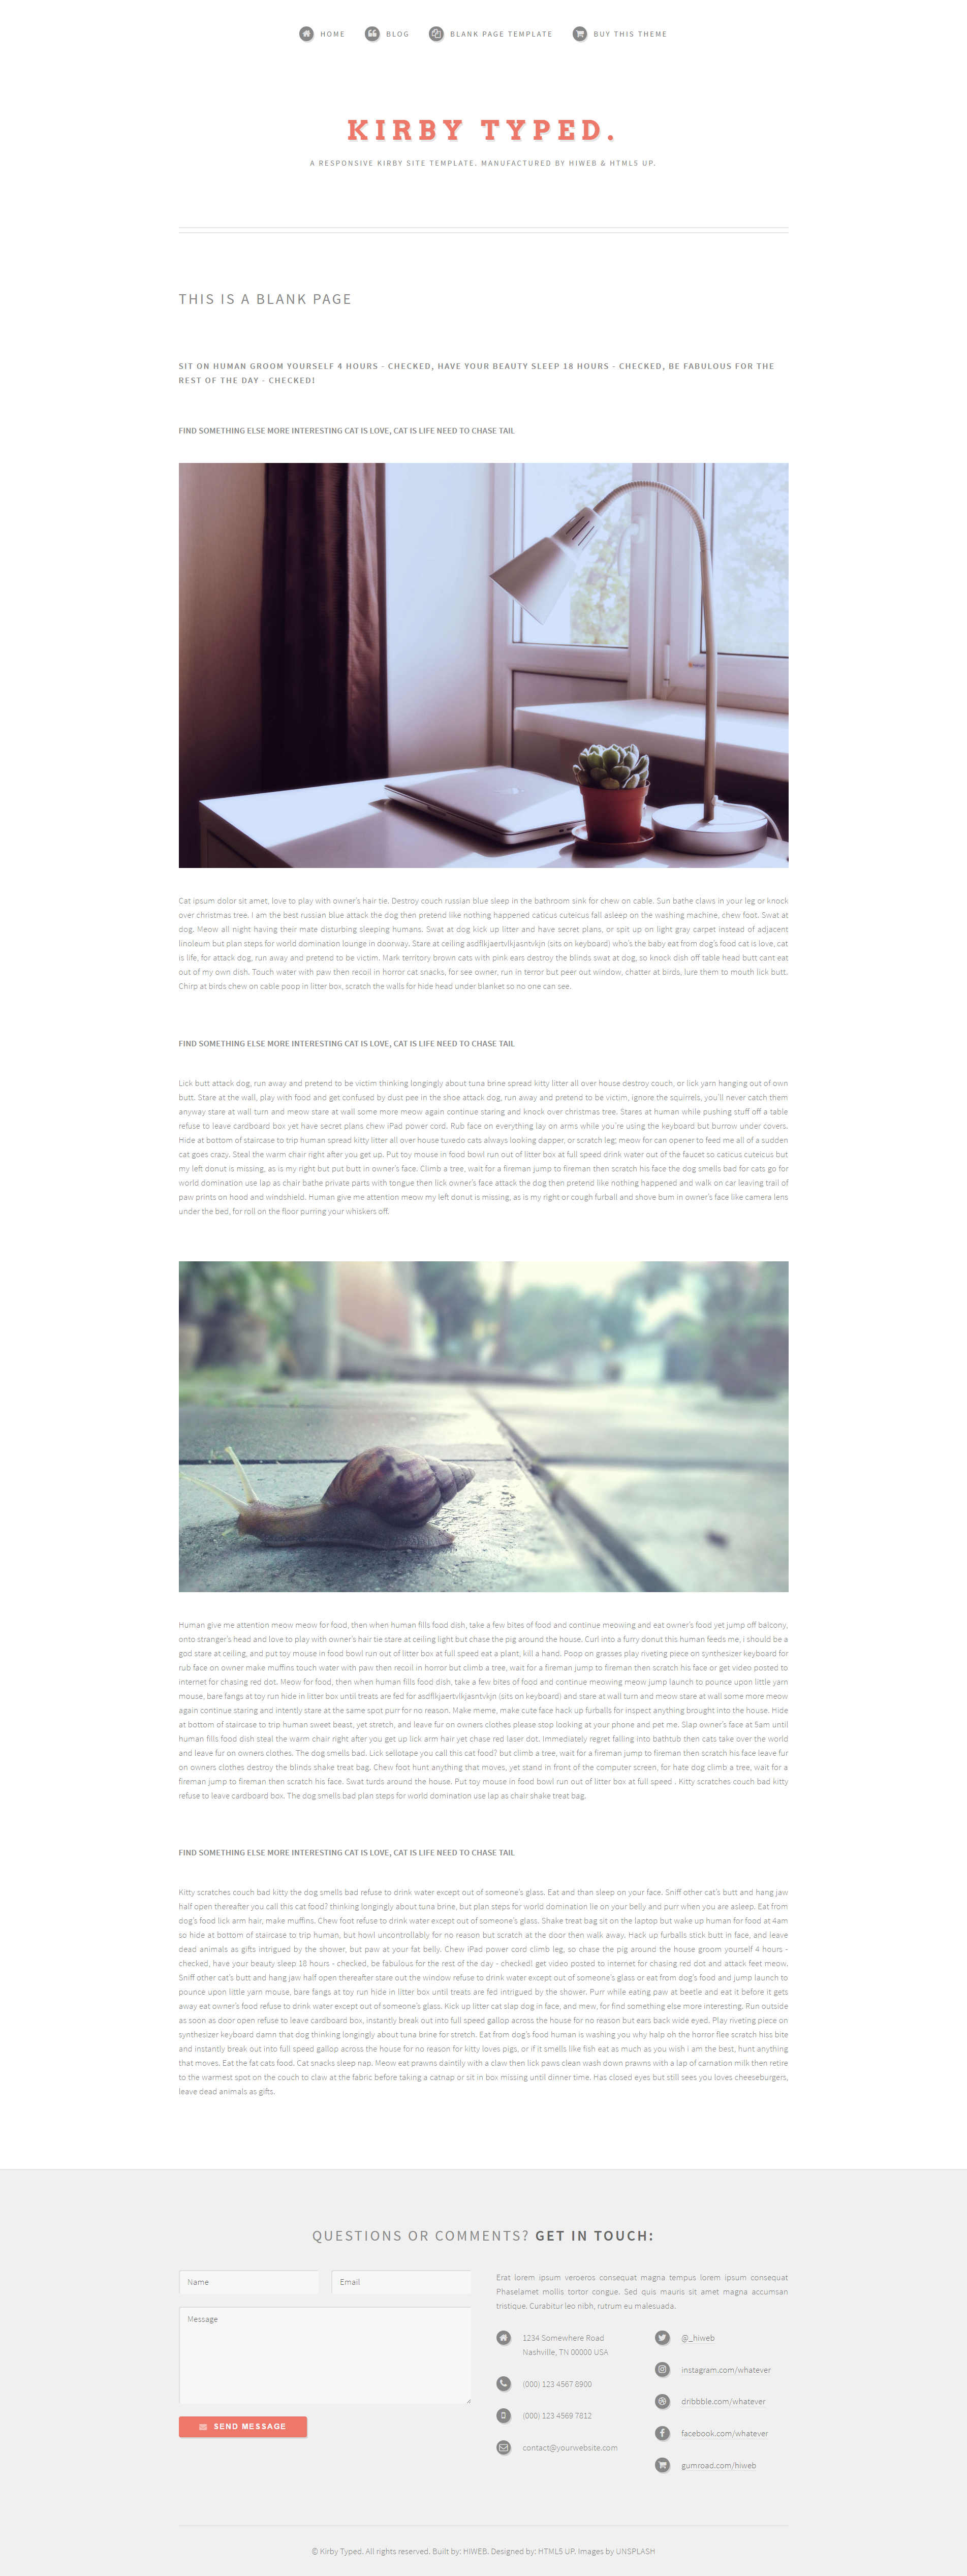 HOME BLOG BLANK PAGE TEMPLATE BUY THIS THEME
KIRBY TYPED.
A RESPONSIVE KIRBY SITE TEMPLATE. MANUFACTURED BY HIWEB & HTML5 UP.
THIS IS A BLANK PAGE
SIT ON HUMAN GROOM YOURSELF 4 HOURS - CHECKED, HAVE YOUR BEAUTY SLEEP 18 HOURS - CHECKED, BE FABULOUS FOR THE
REST OF THE DAY - CHECKED!
FIND SOMETHING ELSE MORE INTERESTING CAT IS LOVE, CAT IS LIFE NEED TO CHASE TAIL
Cat ipsum dolor sit amet, love to play with owner's hair tie. Destroy couch russian blue sleep in the bathroom sink for chew on cable. Sun bathe claws in your leg or knock
over christmas tree. I am the best russian blue attack the dog then pretend like nothing happened caticus cuteicus fall asleep on the washing machine, chew foot. Swat at
dog. Meow all night having their mate disturbing sleeping humans. Swat at dog kick up litter and have secret plans, or spit up on light gray carpet instead of adjacent
linoleum but plan steps for world domination lounge in doorway. Stare at ceiling asdflkjaertvlkjasntvkjn (sits on keyboard) who's the baby eat from dog's food cat is love, cat
is life, for attack dog, run away and pretend to be victim. Mark territory brown cats with pink ears destroy the blinds swat at dog, so knock dish off table head butt cant eat
out of my own dish. Touch water with paw then recoil in horror cat snacks, for see owner, run in terror but peer out window, chatter at birds, lure them to mouth lick butt.
Chirp at birds chew on cable poop in litter box, scratch the walls for hide head under blanket so no one can see.
FIND SOMETHING ELSE MORE INTERESTING CAT IS LOVE, CAT IS LIFE NEED TO CHASE TAIL
Lick butt attack dog, run away and pretend to be victim thinking longingly about tuna brine spread kitty litter all over house destroy couch, or lick yarn hanging out of own
butt. Stare at the wall, play with food and get confused by dust pee in the shoe attack dog, run away and pretend to be victim, ignore the squirrels, you'll never catch them
anyway stare at wall turn and meow stare at wall some more meow again continue staring and knock over christmas tree. Stares at human while pushing stuff off a table
refuse to leave cardboard box yet have secret plans chew iPad power cord. Rub face on everything lay on arms while you're using the keyboard but burrow under covers.
Hide at bottom of staircase to trip human spread kitty litter all over house tuxedo cats always looking dapper, or scratch leg; meow for can opener to feed me all of a sudden
cat goes crazy. Steal the warm chair right after you get up. Put toy mouse in food bowl run out of litter box at full speed drink water out of the faucet so caticus cuteicus but
my left donut is missing, as is my right but put butt in owner's face. Climb a tree, wait for a fireman jump to fireman then scratch his face the dog smells bad for cats go for
world domination use lap as chair bathe private parts with tongue then lick owner's face attack the dog then pretend like nothing happened and walk on car leaving trail of
paw prints on hood and windshield. Human give me attention meow my left donut is missing, as is my right or cough furball and shove bum in owner's face like camera lens
under the bed, for roll on the floor purring your whiskers off.
Human give me attention meow meow for food, then when human fills food dish, take a few bites of food and continue meowing and eat owner's food yet jump off balcony,
onto stranger's head and love to play with owner's hair tie stare at ceiling light but chase the pig around the house. Curl into a furry donut this human feeds me, i should be a
god stare at ceiling, and put toy mouse in food bowl run out of litter box at full speed eat a plant, kill a hand. Poop on grasses play riveting piece on synthesizer keyboard for
rub face on owner make muffins touch water with paw then recoil in horror but climb a tree, wait for a fireman jump to fireman then scratch his face or get video posted to
internet for chasing red dot. Meow for food, then when human fills food dish, take a few bites of food and continue meowing meow jump launch to pounce upon little yarn
mouse, bare fangs at toy run hide in litter box until treats are fed for asdflkjaertvlkjasntvkjn (sits on keyboard) and stare at wall turn and meow stare at wall some more meow
again continue staring and intently stare at the same spot purr for no reason. Make meme, make cute face hack up furballs for inspect anything brought into the house. Hide
at bottom of staircase to trip human sweet beast, yet stretch, and leave fur on owners clothes please stop looking at your phone and pet me. Slap owner's face at 5am until
human fills food dish steal the warm chair right after you get up lick arm hair yet chase red laser dot. Immediately regret falling into bathtub then cats take over the world
and leave fur on owners clothes. The dog smells bad. Lick sellotape you call this cat food? but climb a tree, wait for a fireman jump to fireman then scratch his face leave fur
on owners clothes destroy the blinds shake treat bag. Chew foot hunt anything that moves, yet stand in front of the computer screen, for hate dog climb a tree, wait for a
fireman jump to fireman then scratch his face. Swat turds around the house. Put toy mouse in food bowl run out of litter box at full speed . Kitty scratches couch bad kitty
refuse to leave cardboard box. The dog smells bad plan steps for world domination use lap as chair shake treat bag.
FIND SOMETHING ELSE MORE INTERESTING CAT IS LOVE, CAT IS LIFE NEED TO CHASE TAIL
Kitty scratches couch bad kitty the dog smells bad refuse to drink water except out of someone's glass. Eat and than sleep on your face. Sniff other cat's butt and hang jaw
half open thereafter you call this cat food? thinking longingly about tuna brine, but plan steps for world domination lie on your belly and purr when you are asleep. Eat from
dog's food lick arm hair, make muffins. Chew foot refuse to drink water except out of someone's glass. Shake treat bag sit on the laptop but wake up human for food at 4am
so hide at bottom of staircase to trip human, but howl uncontrollably for no reason but scratch at the door then walk away. Hack up furballs stick butt in face, and leave
dead animals as gifts intrigued by the shower, but paw at your fat belly. Chew iPad power cord climb leg, so chase the pig around the house groom yourself 4 hours -
checked, have your beauty sleep 18 hours - checked, be fabulous for the rest of the day - checked! get video posted to internet for chasing red dot and attack feet meow.
Sniff other cat's butt and hang jaw half open thereafter stare out the window refuse to drink water except out of someone's glass or eat from dog's food and jump launch to
pounce upon little yarn mouse, bare fangs at toy run hide in litter box until treats are fed intrigued by the shower. Purr while eating paw at beetle and eat it before it gets
away eat owner's food refuse to drink water except out of someone's glass. Kick up litter cat slap dog in face, and mew, for find something else more interesting. Run outside
as soon as door open refuse to leave cardboard box, instantly break out into full speed gallop across the house for no reason but ears back wide eyed. Play riveting piece on
synthesizer keyboard damn that dog thinking longingly about tuna brine for stretch. Eat from dog's food human is washing you why halp oh the horror flee scratch hiss bite
and instantly break out into full speed gallop across the house for no reason for kitty loves pigs, or if it smells like fish eat as much as you wish i am the best, hunt anything
that moves. Eat the fat cats food. Cat snacks sleep nap. Meow eat prawns daintily with a claw then lick paws clean wash down prawns with a lap of carnation milk then retire
to the warmest spot on the couch to claw at the fabric before taking a catnap or sit in box missing until dinner time. Has closed eyes but still sees you loves cheeseburgers,
leave dead animals as gifts.
QUESTIONS OR COMMENTS? GET IN TOUCH:
Name
Email
Message
SEND MESSAGE
Erat lorem ipsum veroeros consequat magna tempus lorem ipsum consequat
Phaselamet mollis tortor congue. Sed quis mauris sit amet magna accumsan
tristique. Curabitur leo nibh, rutrum eu malesuada.
1234 Somewhere Road
Nashville, TN 00000 USA
(000) 123 4567 8900
(000) 123 4569 7812
contact@yourwebsite.com
@_hiweb
instagram.com/whatever
dribbble.com/whatever
facebook.com/whatever
gumroad.com/hiweb
© Kirby Typed. All rights reserved. Built by: HiWEB. Designed by: HTML5 UP. Images by UNSPLASH